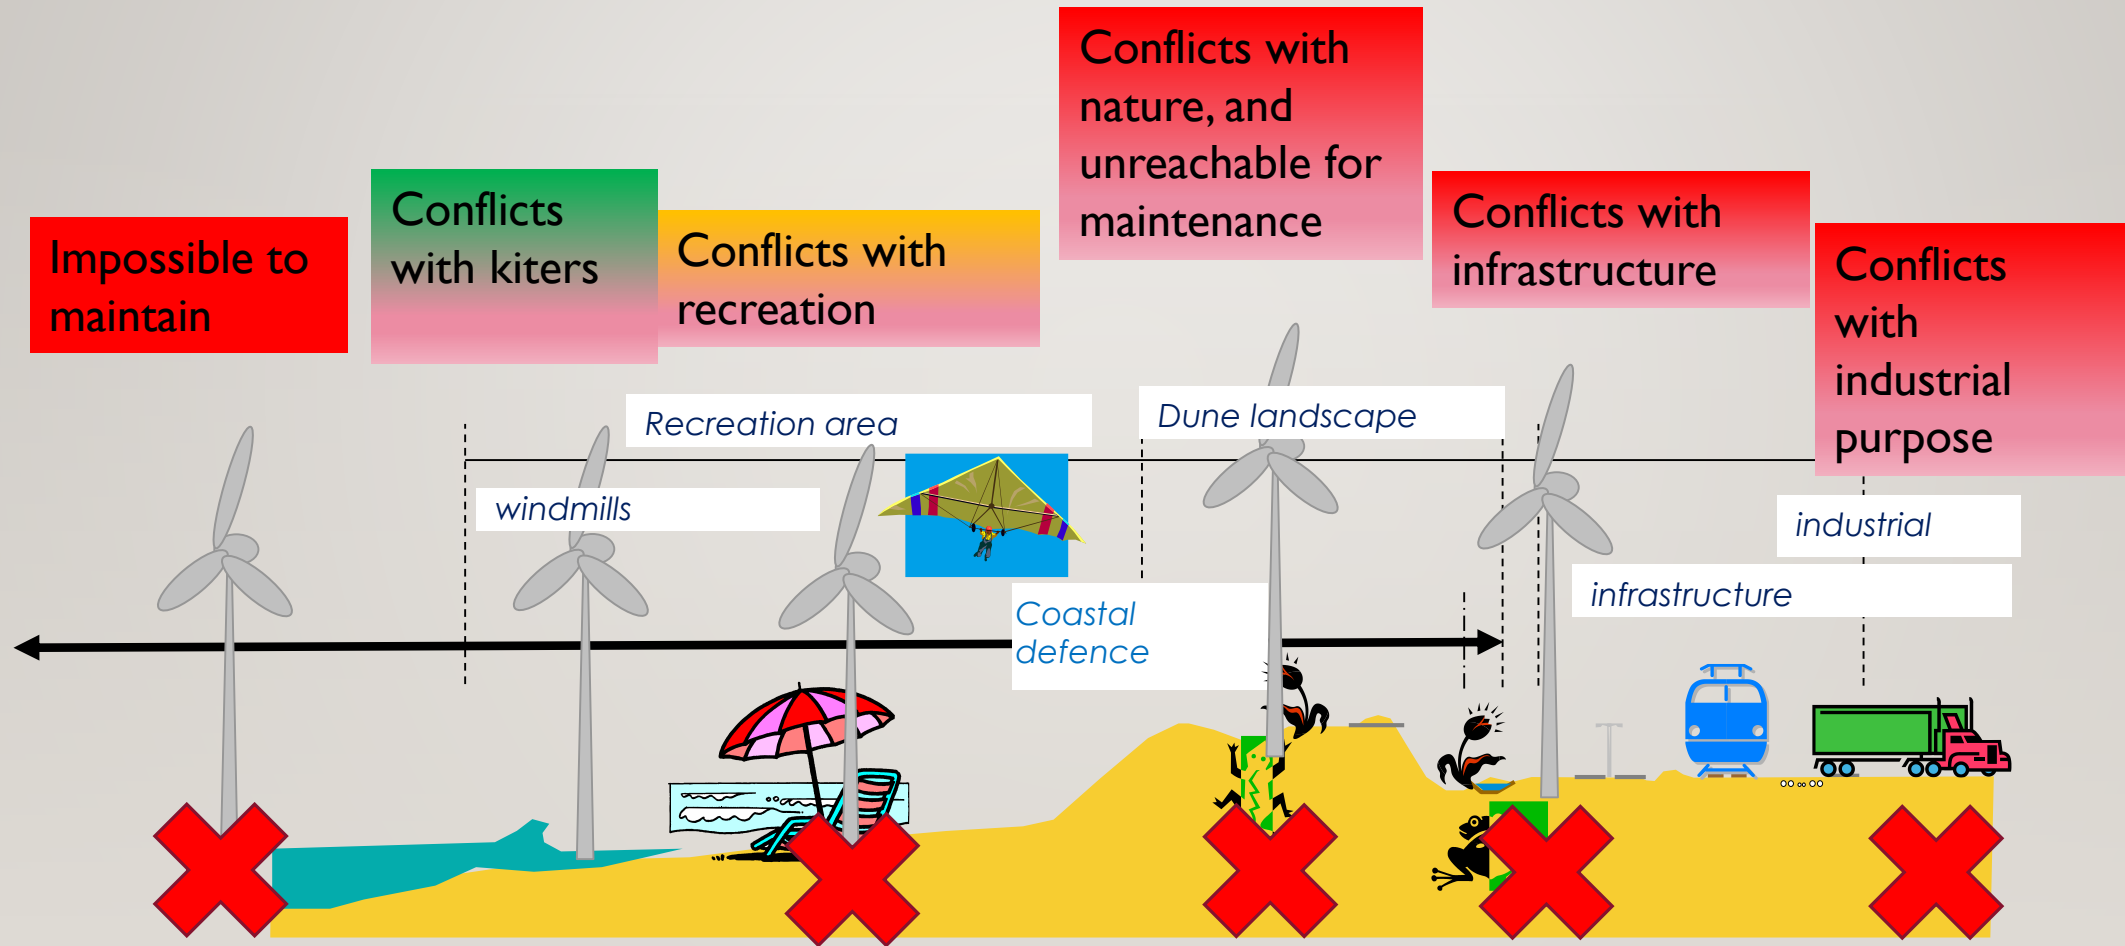 Impossible to
maintain
Conflicts
with kiters
Conflicts with
recreation
Conflicts with
nature, and
unreachable for
maintenance
Conflicts with
infrastructure
Conflicts
with
industrial
purpose
Recreation area
Dune landscape
windmills
industrial
infrastructure
Coastal
defence